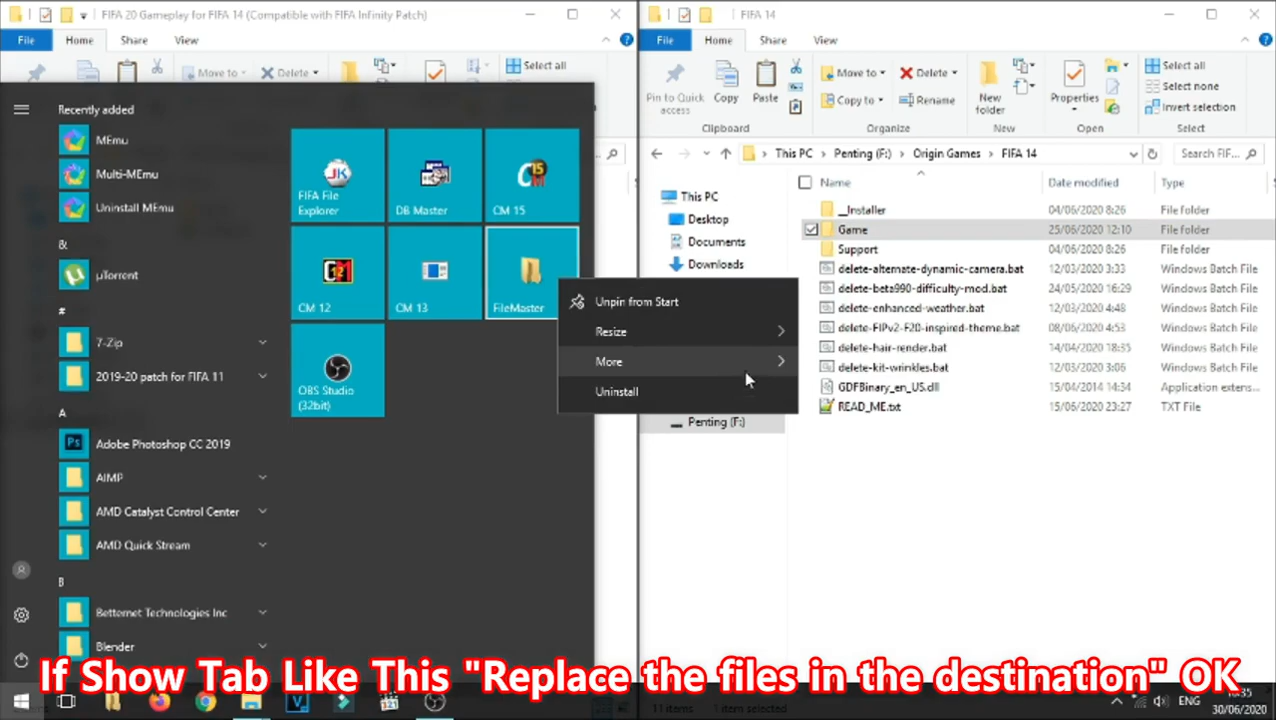 FIFA 20 Gameplay for FIFA 14 (Compatible with FIFA Infinity Patch)
File
Home
Share
View
Move to
Delete
Select all
Recently added
MEmu
Multi-MEmu
Uninstall MEmu
&
µTorrent
#
7-Zip
2019-20 patch for FIFA 11
A
Adobe Photoshop CC 2019
AIMP
AMD Catalyst Control Center
AMD Quick Stream
B
Betternet Technologies Inc
Blender
FIFA File Explorer
DB Master
CM 15
CM 12
CM 13
FileMaster
OBS Studio (32bit)
Unpin from Start
Resize
More
Uninstall
FIFA 14
File
Home
Share
View
Pin to Quick access
Copy
Paste
Clipboard
Move to
Copy to
Delete
Rename
Organize
New folder
New
Properties
Open
Select all
Select none
Invert selection
Select
This PC
Penting (F:)
Origin Games
FIFA 14
Search FIF...
This PC
Desktop
Documents
Downloads
Penting (F:)
Name
Date modified
Type
__Installer
04/06/2020 8:26
File folder
Game
25/06/2020 12:10
File folder
Support
04/06/2020 8:26
File folder
delete-alternate-dynamic-camera.bat
12/03/2020 3:33
Windows Batch File
delete-beta990-difficulty-mod.bat
24/05/2020 16:29
Windows Batch File
delete-enhanced-weather.bat
12/03/2020 4:48
Windows Batch File
delete-FIPv2-F20-inspired-theme.bat
08/06/2020 4:53
Windows Batch File
delete-hair-render.bat
14/04/2020 18:35
Windows Batch File
delete-kit-wrinkles.bat
12/03/2020 3:06
Windows Batch File
GDFBinary_en_US.dll
15/04/2014 14:34
Application extens...
READ_ME.txt
15/06/2020 23:27
TXT File
If Show Tab Like This "Replace the files in the destination" OK
11 items
1 item selected
ENG
30/06/2020